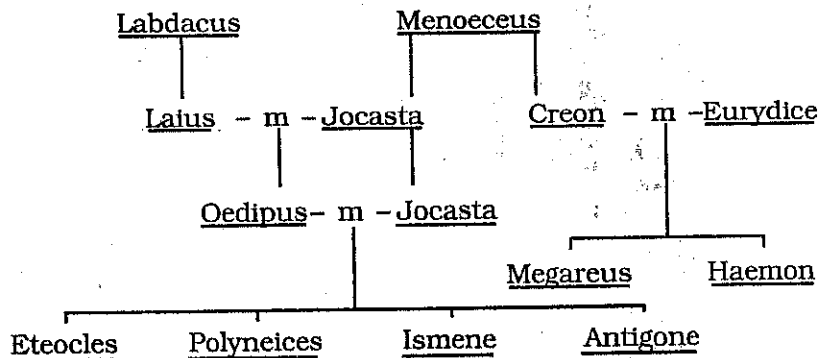 Labdacus Menoeceus
Laius - m - Jocasta Creon - m - Eurydice
Oedipus - m - Jocasta
Megareus Haemon
Eteocles Polyneices Ismene Antigone